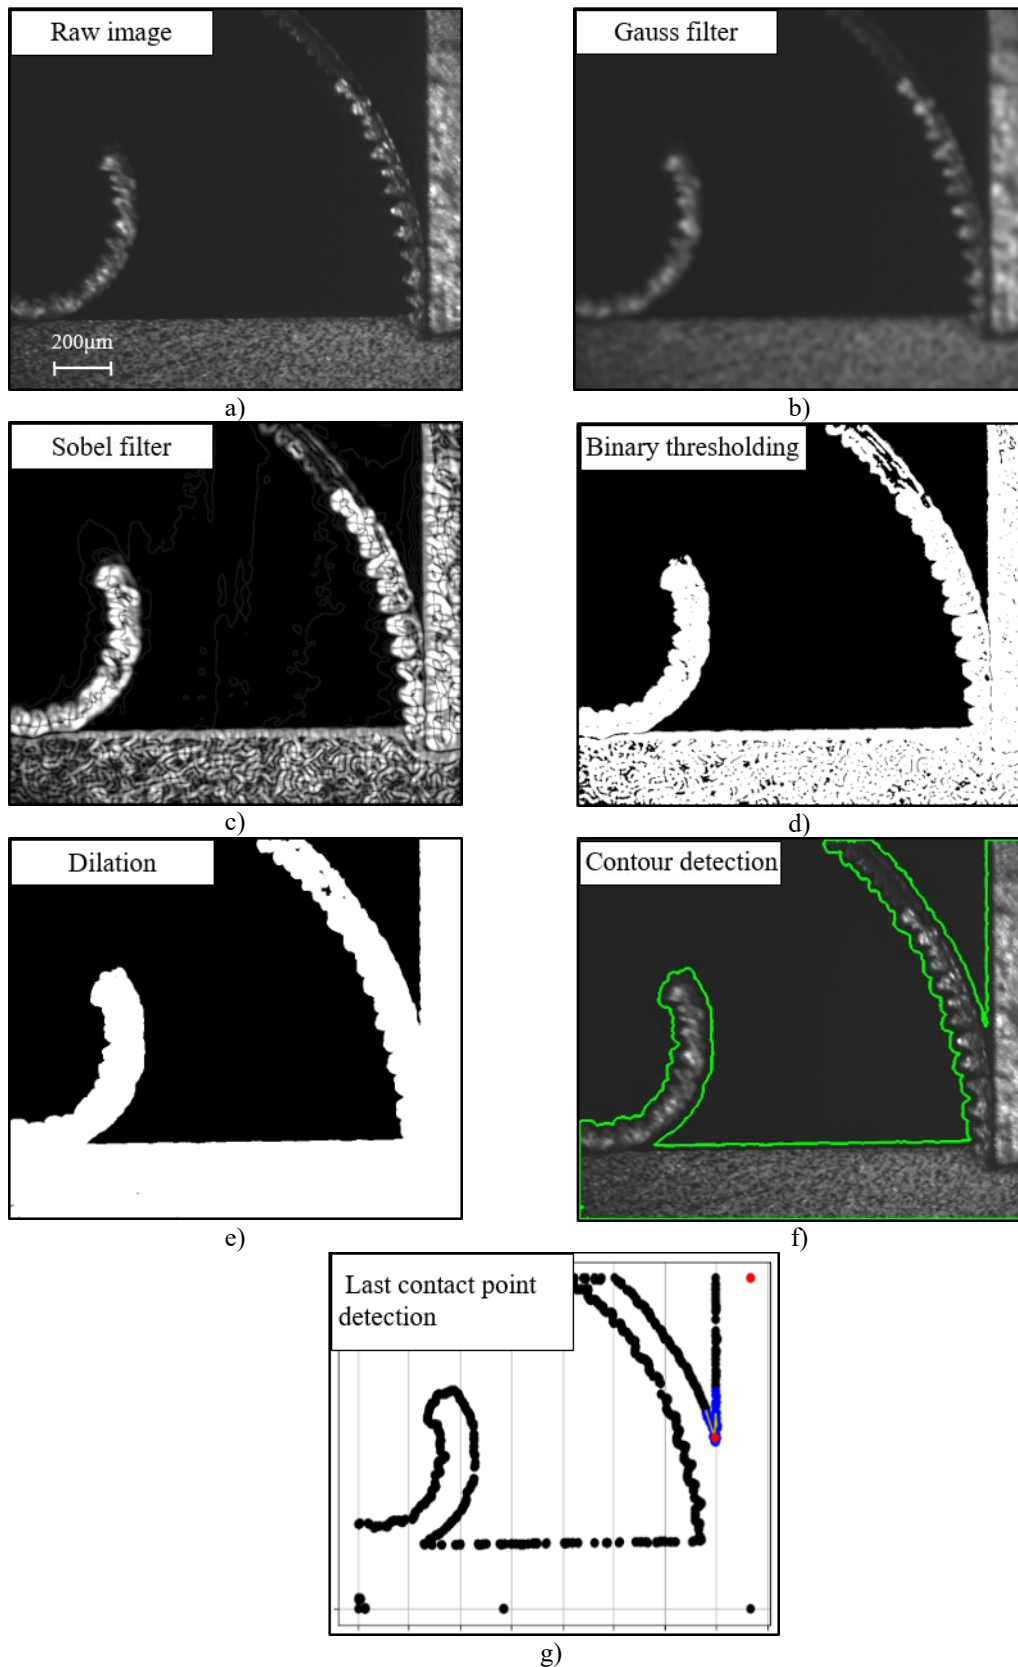 Raw image
Gauss filter
200μm
a)
b)
Sobel filter
Binary thresholding
c)
d)
Dilation
Contour detection
e)
f)
Last contact point
detection
g)